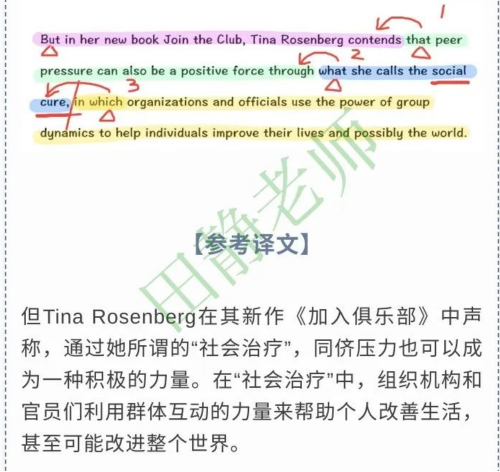 1
But in her new book Join the Club, Tina Rosenberg contends that peer
2
pressure can also be a positive force through what she calls the social
3
cure, in which organizations and officials use the power of group
dynamics to help individuals improve their lives and possibly the world.
田静老师
【参考译文】
但Tina Rosenberg在其新作《加入俱乐部》中声
称，通过她所谓的“社会治疗”，同侪压力也可以成
为一种积极的力量。在“社会治疗”中，组织机构和
官员们利用群体互动的力量来帮助个人改善生活，
甚至可能改进整个世界。